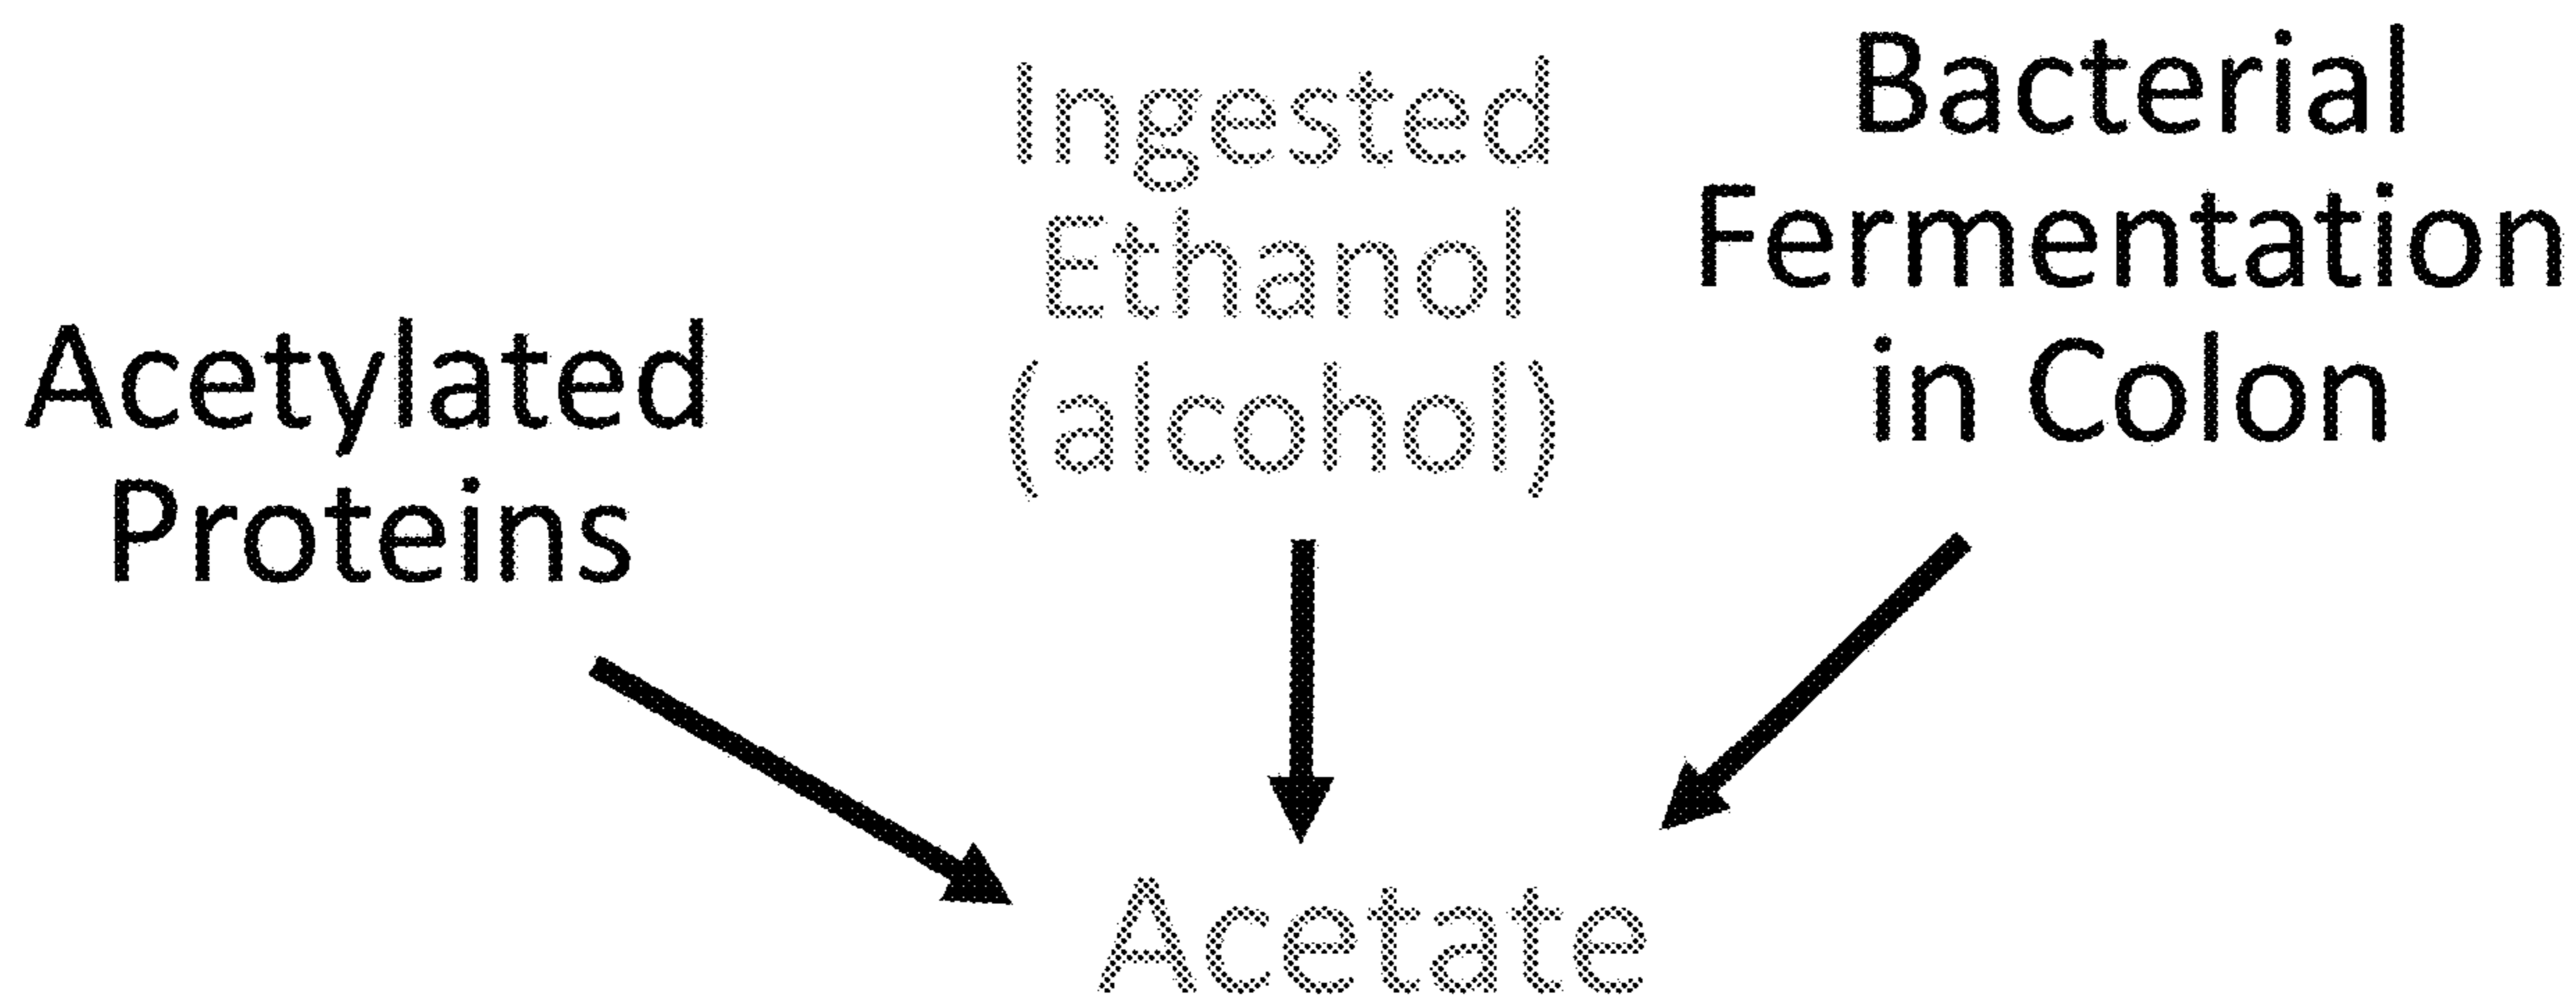 Acetylated
Proteins
Ingested
Ethanol
(alcohol)
Bacterial
Fermentation
in Colon
Acetate